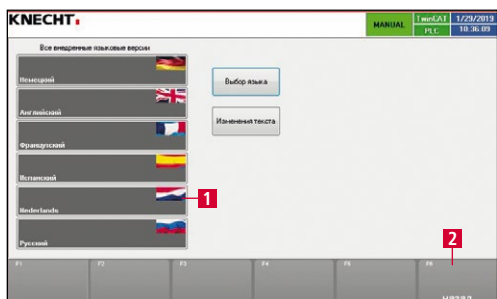 KNECHT.
MANUAL
TwinCAT
PLC
1/29/2019
10:36:09
Все внедренные языковые версии
Немецкий
Английский
Французский
Испанский
Nederlands
Русский
Выбор языка
Изменения текста
1
2
F1 F2 F3 F4 F5 F6
назад